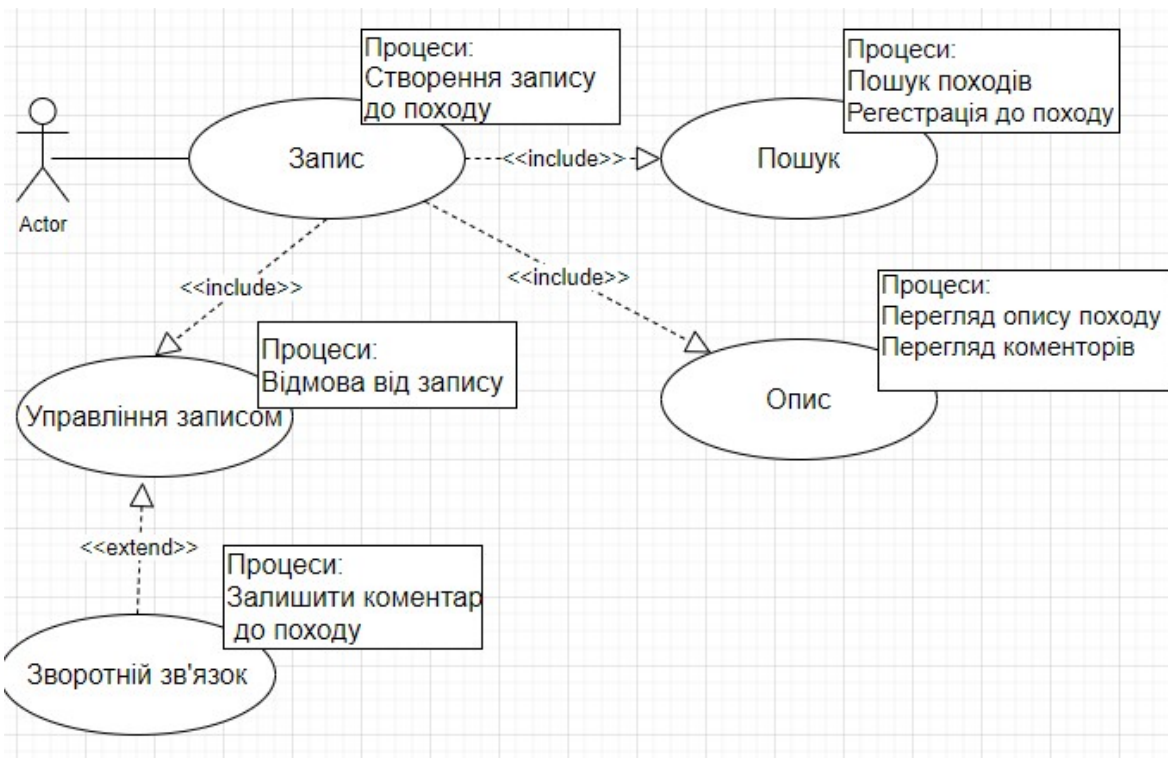 Процеси:
Створення запису
до походу
Процеси:
Пошук походів
Регестрація до походу
Запис
<<include>>
Пошук
Actor
<<include>>
<<include>>
Процеси:
Перегляд опису походу
Перегляд коменторів
Процеси:
Відмова від запису
Управління записом
Опис
<<extend>>
Процеси:
Залишити коментар
до походу
Зворотній зв'язок